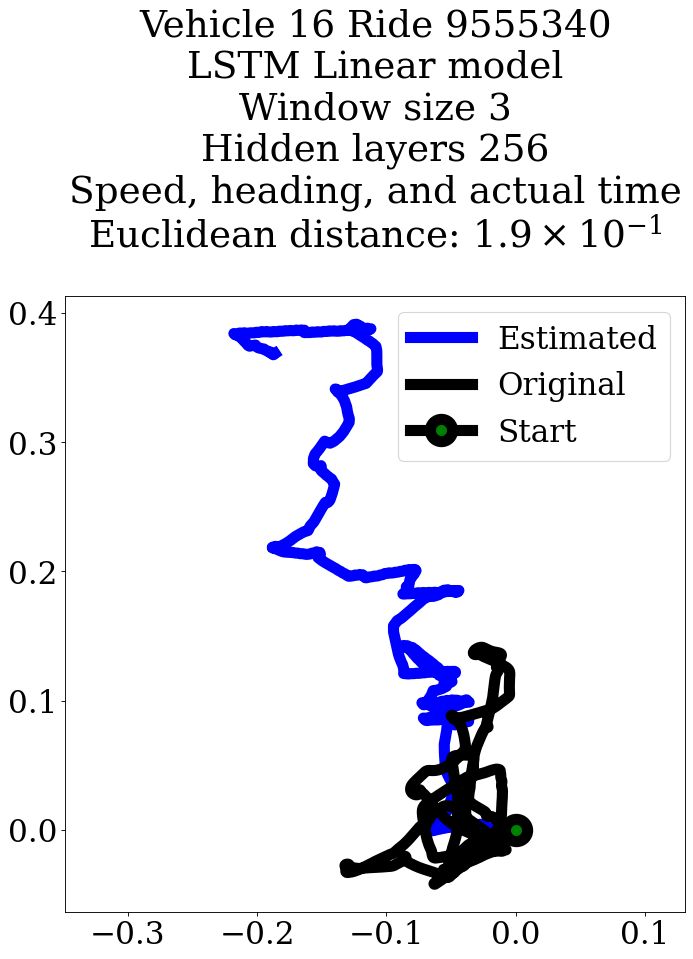 Vehicle 16 Ride 9555340
LSTM Linear model
Window size 3
Hidden layers 256
Speed, heading, and actual time
Euclidean distance: 1.9 × 10⁻¹
Estimated
Original
Start
0.4
0.3
0.2
0.1
0.0
−0.3 −0.2 −0.1 0.0 0.1